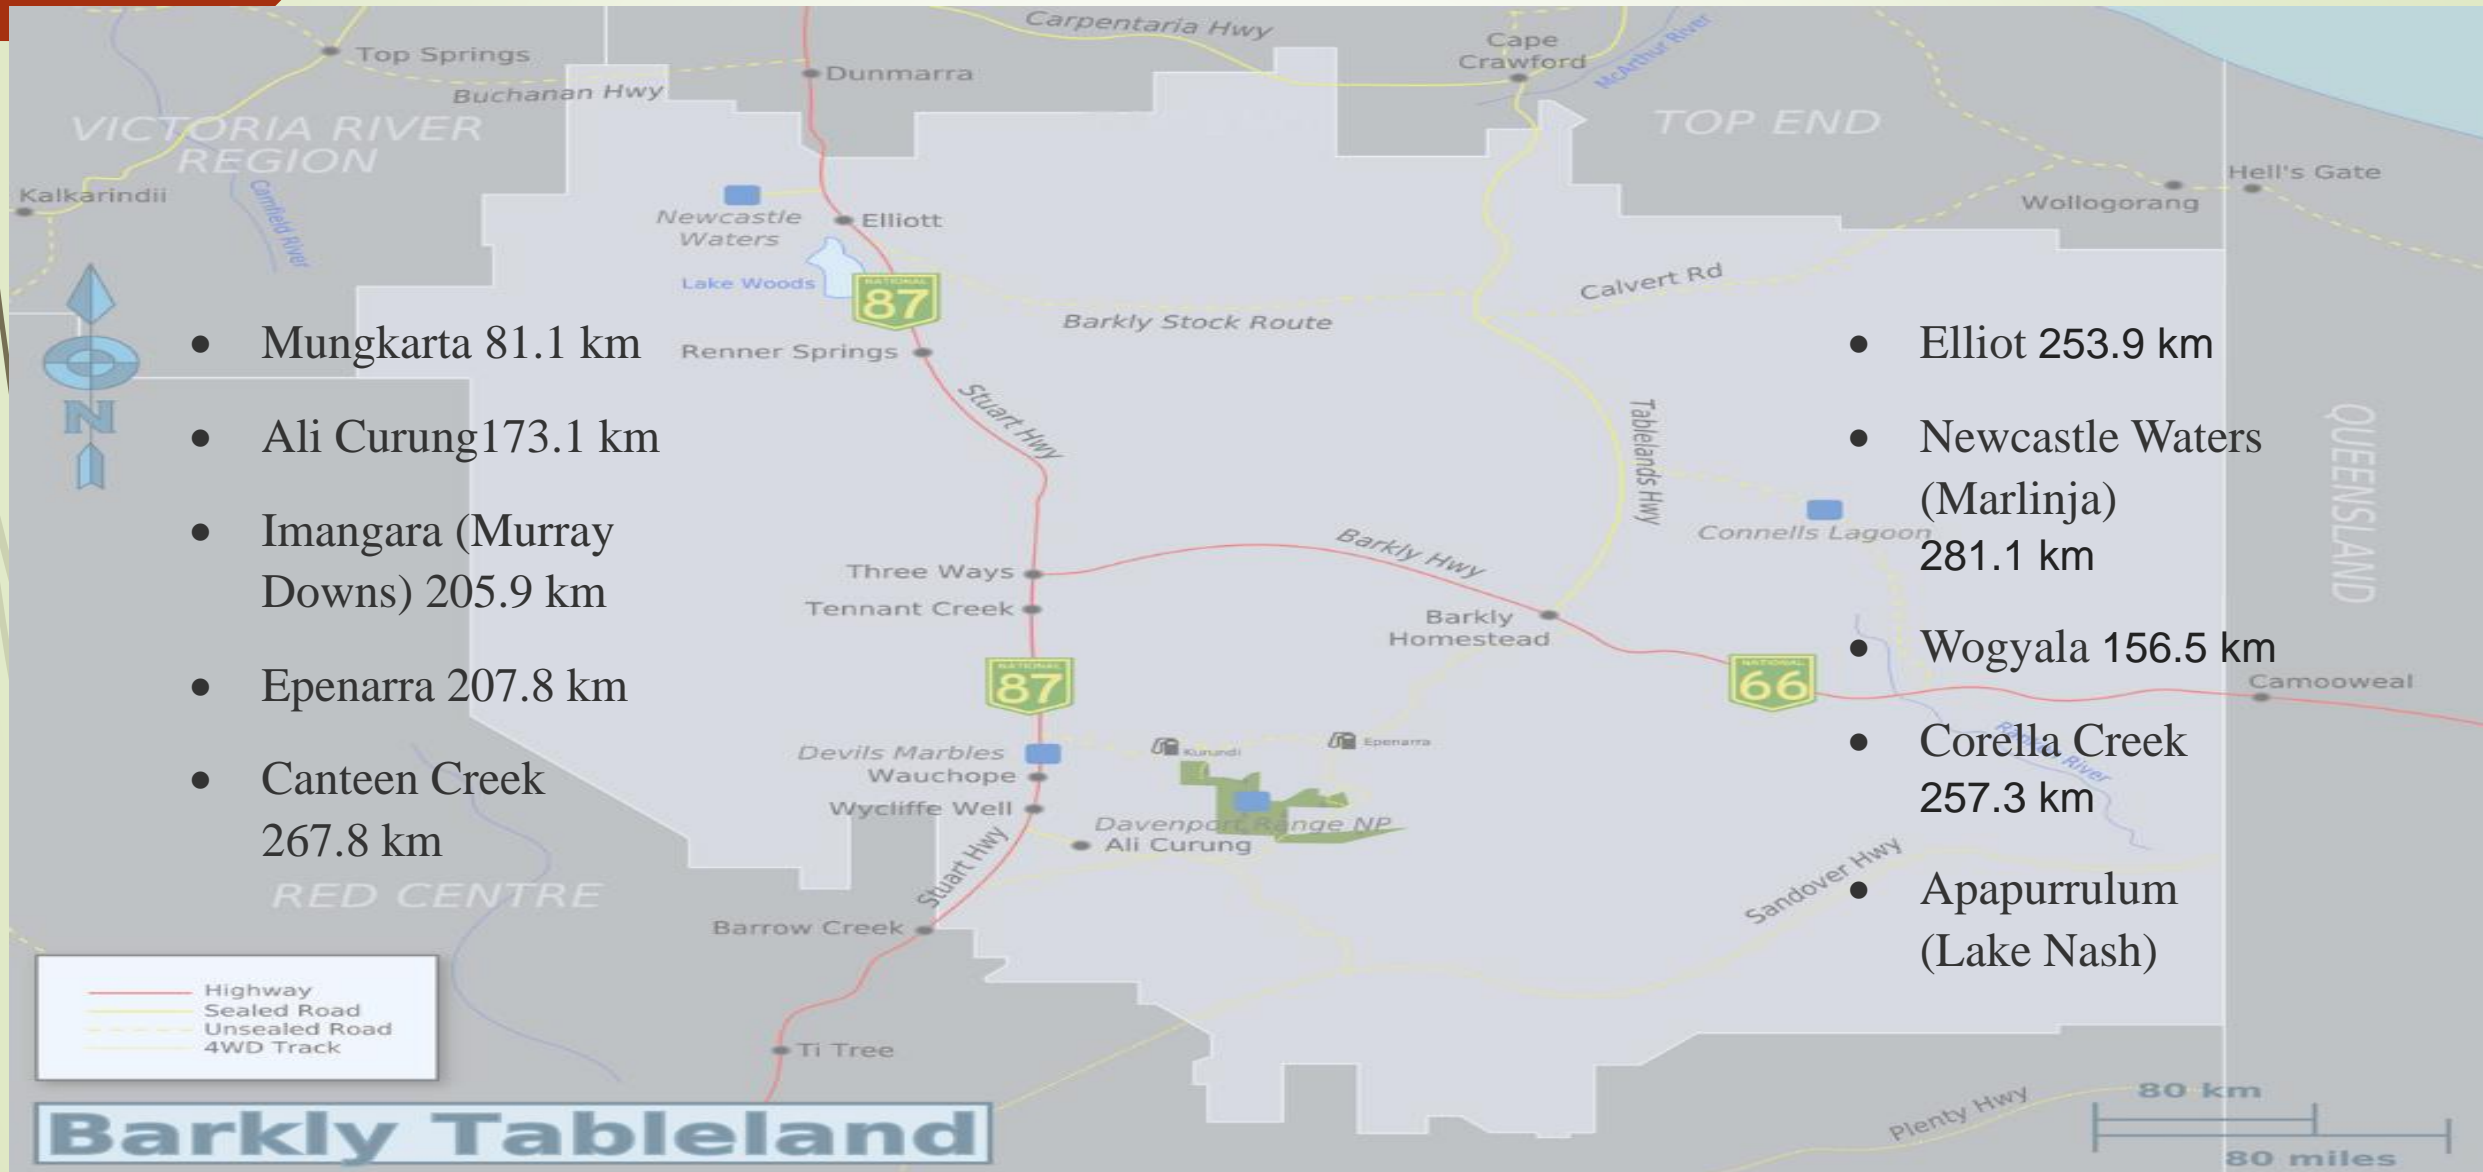 Carpentaria Hwy
Cape
Crawford
McArthur River
Top Springs
Dunmarra
Buchanan Hwy
VICTORIA RIVER
REGION
TOP END
Kalkarindii
Camfield River
Hell's Gate
Wollogorang
Newcastle
Waters
Elliott
Lake Woods
NATIONAL
87
Calvert Rd
Barkly Stock Route
Renner Springs
Stuart Hwy
Tablelands Hwy
QUEENSLAND
N
• Mungkarta 81.1 km
• Ali Curung173.1 km
• Imangara (Murray
Downs) 205.9 km
• Epenarra 207.8 km
• Canteen Creek
267.8 km
• Elliot 253.9 km
• Newcastle Waters
(Marlinja)
281.1 km
• Wogyala 156.5 km
• Corella Creek
257.3 km
• Apapurrulum
(Lake Nash)
Connells Lagoon
Barkly Hwy
Three Ways
Tennant Creek
Barkly
Homestead
NATIONAL
87
NATIONAL
66
Camooweal
Ranken River
Devils Marbles
Kurundi
Epenarra
Wauchope
Wycliffe Well
Davenport Range NP
Ali Curung
Stuart Hwy
Sandover Hwy
RED CENTRE
Barrow Creek
Highway
Sealed Road
Unsealed Road
4WD Track
Ti Tree
Plenty Hwy
80 km
80 miles
Barkly Tableland